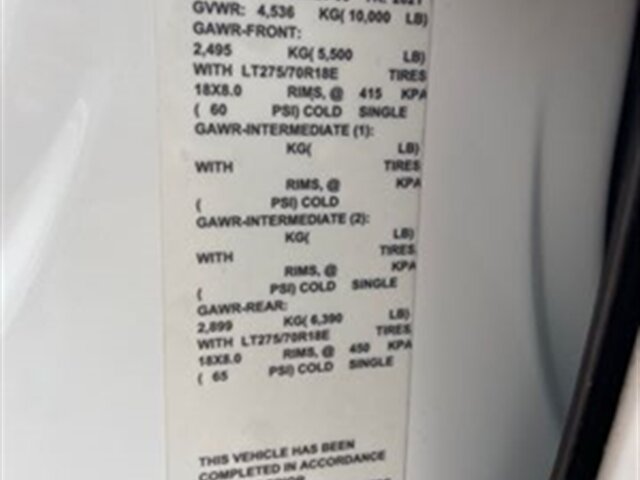 GVWR: 4,536 KG( 10,000 LB)
GAWR-FRONT:
2,495 KG( 5,500 LB)
WITH LT275/70R18E TIRES
18X8.0 RIMS, @ 415 KPA
( 60 PSI) COLD SINGLE
GAWR-INTERMEDIATE (1):
KG( LB)
WITH TIRES
RIMS, @ KPA
( PSI) COLD
GAWR-INTERMEDIATE (2):
KG( LB)
WITH TIRES
RIMS, @ KPA
( PSI) COLD SINGLE
GAWR-REAR:
2,899 KG( 6,390 LB)
WITH LT275/70R18E TIRES
18X8.0 RIMS, @ 450 KPA
( 65 PSI) COLD SINGLE
THIS VEHICLE HAS BEEN
COMPLETED IN ACCORDANCE